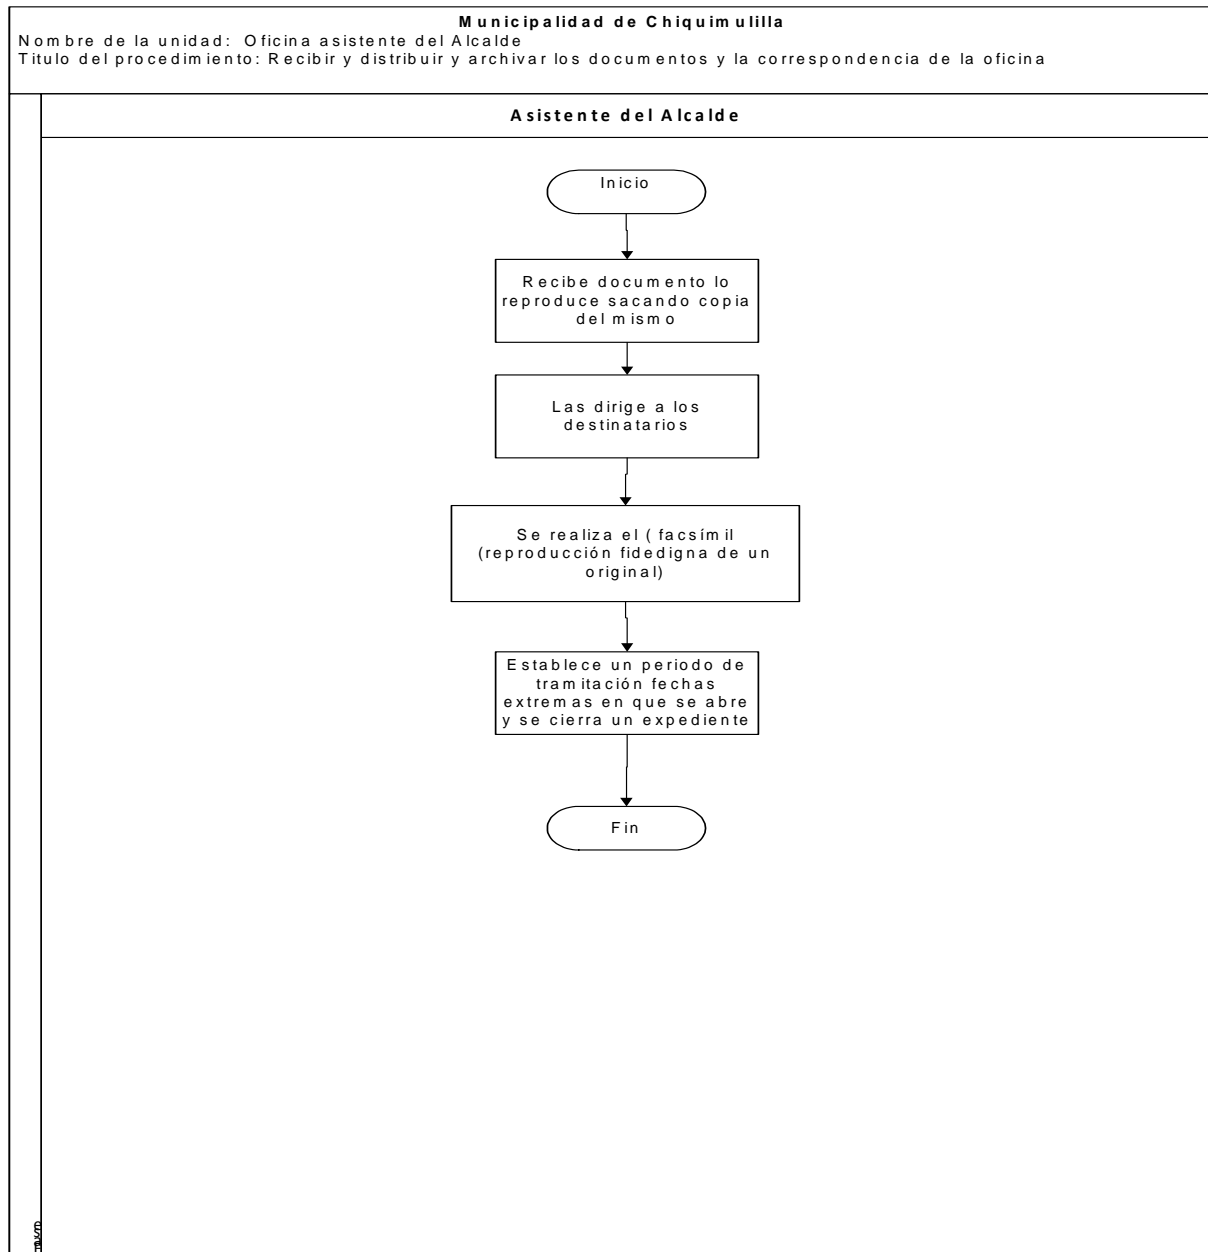 Municipalidad de Chiquimulilla
Nombre de la unidad: Oficina asistente del Alcalde
Titulo del procedimiento: Recibir y distribuir y archivar los documentos y la correspondencia de la oficina
Asistente del Alcalde
Inicio
Recibe documento lo
reproduce sacando copia
del mismo
Las dirige a los
destinatarios
Se realiza el ( facsímil
(reproducción fidedigna de un
original)
Establece un periodo de
tramitación fechas
extremas en que se abre
y se cierra un expediente
Fin